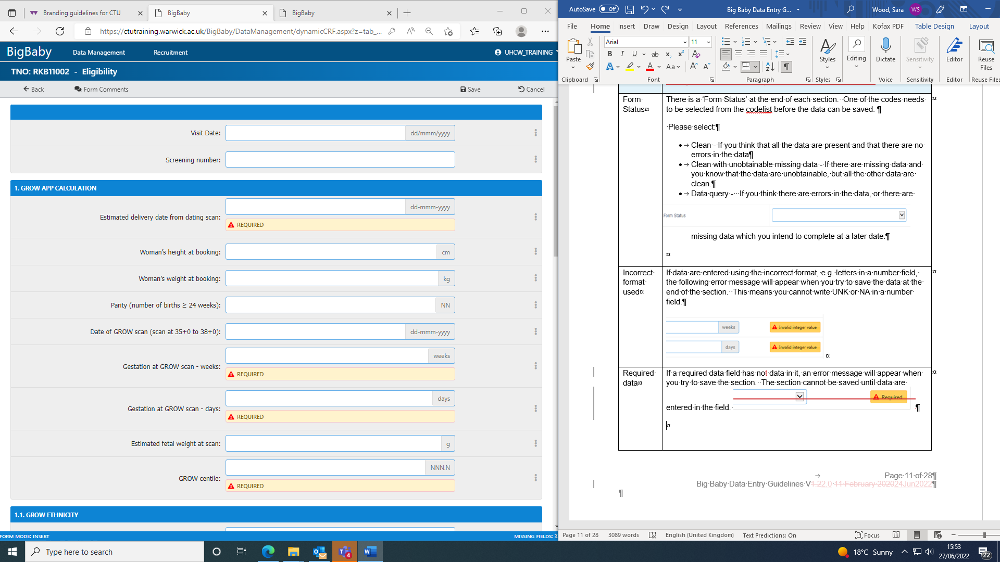 Branding guidelines for CTU
BigBaby
BigBaby
https://ctutraining.warwick.ac.uk/BigBaby/DataManagement/dynamicCRF.aspx?z=tab_...
BigBaby
Data Management
Recruitment
UHCW_TRAINING
TNO: RKB11002 - Eligibility
Back
Form Comments
Save
Cancel
Visit Date:
dd/mmm/yyyy
Screening number:
1. GROW APP CALCULATION
Estimated delivery date from dating scan:
dd-mmm-yyyy
REQUIRED
Woman's height at booking:
cm
Woman's weight at booking:
kg
Parity (number of births ≥ 24 weeks):
NN
Date of GROW scan (scan at 35+0 to 38+0):
dd-mmm-yyyy
Gestation at GROW scan - weeks:
weeks
REQUIRED
Gestation at GROW scan - days:
days
REQUIRED
Estimated fetal weight at scan:
g
GROW centile:
NNN.N
REQUIRED
1.1. GROW ETHNICITY
FORM MODE: INSERT
MISSING FIELDS: 3
AutoSave
Off
Big Baby Data Entry G...
Wood, Sara
WS
File
Home
Insert
Draw
Design
Layout
References
Mailings
Review
View
Help
Kofax PDF
Table Design
Layout
Arial
11
Paste
Styles
Editing
Dictate
Sensitivity
Editor
Reuse
Files
Clipboard
Font
Paragraph
Styles
Voice
Sensitivity
Editor
Reuse Files
Form
Status¤
There·is·a·‘Form·Status’·at·the·end·of·each·section.··One·of·the·codes·needs·
to·be·selected·from·the·codelist·before·the·data·can·be·saved.·¶
·Please·select:¶
Clean·-·If·you·think·that·all·the·data·are·present·and·that·there·are·no·
errors·in·the·data¶
Clean·with·unobtainable·missing·data·-·If·there·are·missing·data·and·
you·know·that·the·data·are·unobtainable,·but·all·the·other·data·are·
clean.¶
Data·query·-···If·you·think·there·are·errors·in·the·data,·or·there·are·
Form Status
missing·data·which·you·intend·to·complete·at·a·later·date.¶
¤
Incorrect·
format·
used¤
If·data·are·entered·using·the·incorrect·format,·e.g.·letters·in·a·number·field,·
the·following·error·message·will·appear·when·you·try·to·save·the·data·at·the·
end·of·the·section.··This·means·you·cannot·write·UNK·or·NA·in·a·number·
field.¶
weeks
Invalid integer value
days
Invalid integer value
¤
Required·
data¤
If·a·required·data·field·has·not·data·in·it,·an·error·message·will·appear·when·
you·try·to·save·the·section.··The·section·cannot·be·saved·until·data·are·
Required
entered·in·the·field.·
¶
¤
Page·11·of·28¶
Big·Baby·Data·Entry·Guidelines·V1.22.0·11·February·202024Jun2022¶
¶
Page 11 of 28
3089 words
English (United Kingdom)
Text Predictions: On
Focus
Type here to search
4
18°C Sunny
15:53
27/06/2022
22